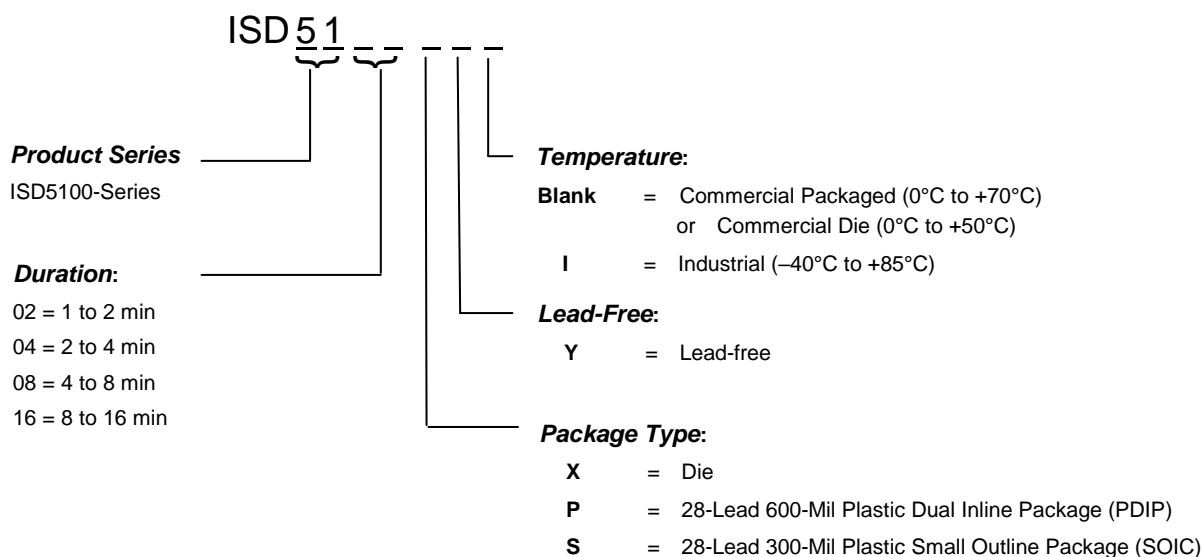 ISD 51__ _ _ _
Product Series
ISD5100-Series
Duration:
02 = 1 to 2 min
04 = 2 to 4 min
08 = 4 to 8 min
16 = 8 to 16 min
Temperature:
Blank = Commercial Packaged (0°C to +70°C)
or Commercial Die (0°C to +50°C)
I = Industrial (–40°C to +85°C)
Lead-Free:
Y = Lead-free
Package Type:
X = Die
P = 28-Lead 600-Mil Plastic Dual Inline Package (PDIP)
S = 28-Lead 300-Mil Plastic Small Outline Package (SOIC)